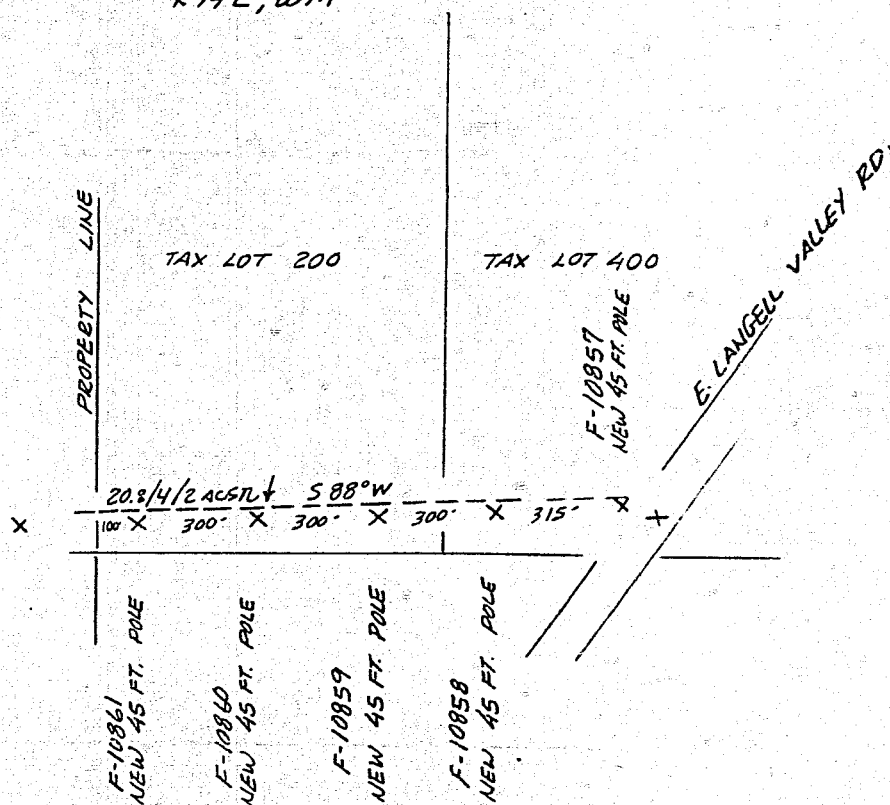 TAX LOT 200
TAX LOT 400
PROPERTY LINE
E. LANGELL VALLEY RD.
F-10857
NEW 45 FT. POLE
20.8/4/2 ACSR
S 88° W
100'
300'
300'
300'
315'
F-10861
NEW 45 FT. POLE
F-10860
NEW 45 FT. POLE
F-10859
NEW 45 FT. POLE
F-10858
NEW 45 FT. POLE